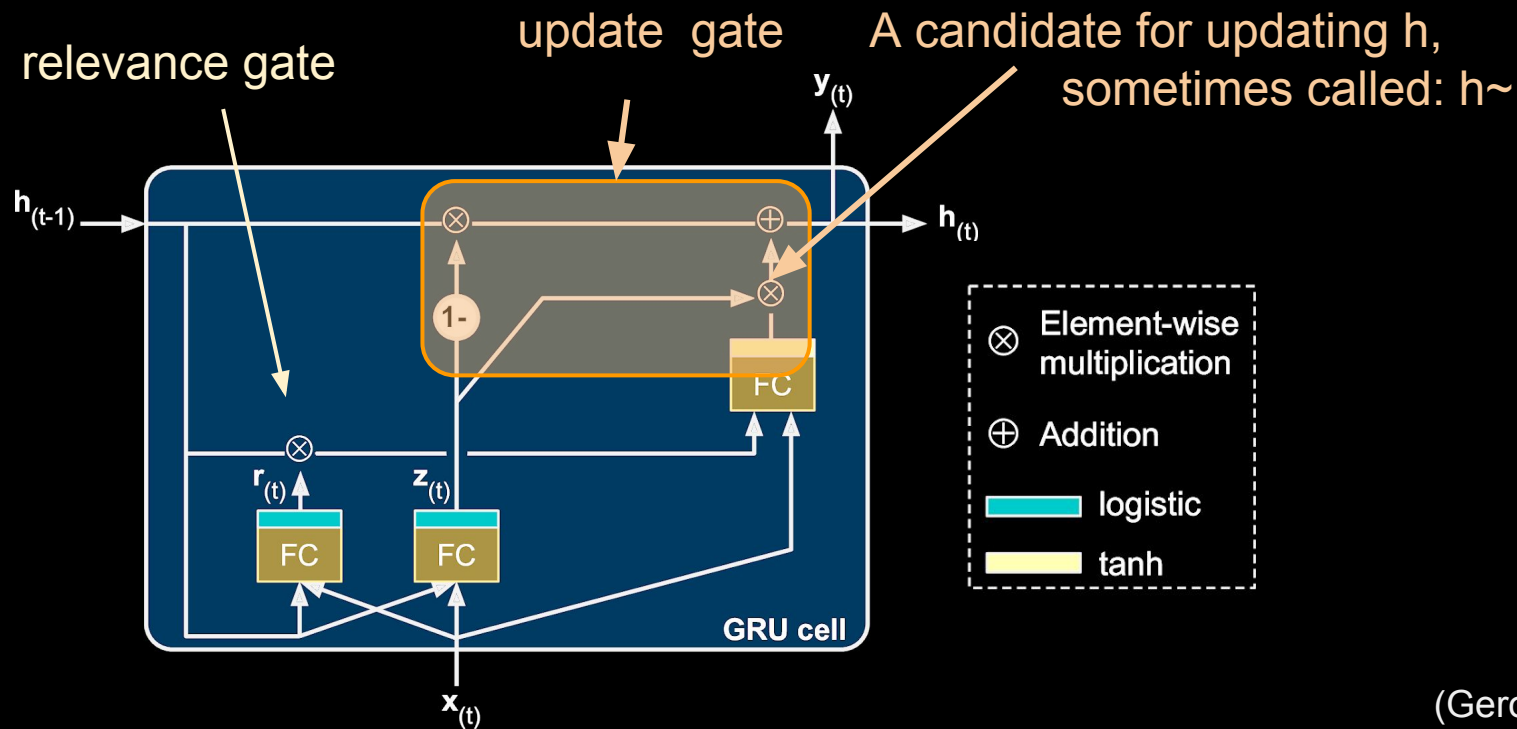 relevance gate
update gate
A candidate for updating h,
sometimes called: h~
y(t)
h(t-1)
h(t)
⊗
⊕
1-
⊗
FC
⊗
r(t)
z(t)
FC
FC
GRU cell
x(t)
⊗ Element-wise
multiplication
⊕ Addition
logistic
tanh
(Gero